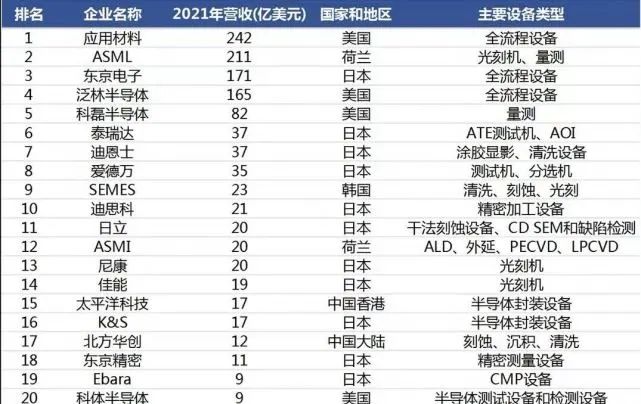 排名 企业名称 2021年营收(亿美元) 国家和地区 主要设备类型
1 应用材料 242 美国 全流程设备
2 ASML 211 荷兰 光刻机、量测
3 东京电子 171 日本 全流程设备
4 泛林半导体 165 美国 全流程设备
5 科磊半导体 82 美国 量测
6 泰瑞达 37 日本 ATE测试机、AOI
7 迪恩士 37 日本 涂胶显影、清洗设备
8 爱德万 35 日本 测试机、分选机
9 SEMES 23 韩国 清洗、刻蚀、光刻
10 迪思科 21 日本 精密加工设备
11 日立 20 日本 干法刻蚀设备、CD SEM和缺陷检测
12 ASMI 20 荷兰 ALD、外延、PECVD、LPCVD
13 尼康 20 日本 光刻机
14 佳能 19 日本 光刻机
15 太平洋科技 17 中国香港 半导体封装设备
16 K&S 17 日本 半导体封装设备
17 北方华创 12 中国大陆 刻蚀、沉积、清洗
18 东京精密 11 日本 精密测量设备
19 Ebara 9 日本 CMP设备
20 科体半导体 9 美国 半导体测试设备和检测设备